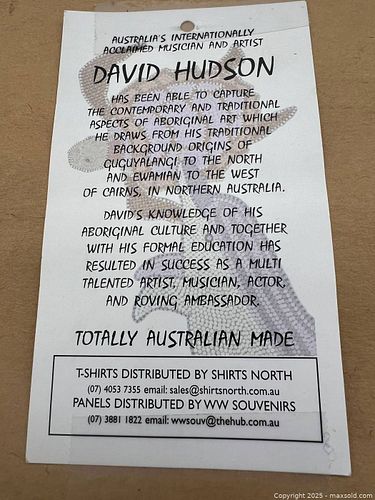 AUSTRALIA'S INTERNATIONALLY
ACCLAIMED MUSICIAN AND ARTIST
DAVID HUDSON
HAS BEEN ABLE TO CAPTURE
THE CONTEMPORARY AND TRADITIONAL
ASPECTS OF ABORIGINAL ART WHICH
HE DRAWS FROM HIS TRADITIONAL
BACKGROUND ORIGINS OF
GUGUYALANGI TO THE NORTH
AND EWAMIAN TO THE WEST
OF CAIRNS, IN NORTHERN AUSTRALIA.
DAVID'S KNOWLEDGE OF HIS
ABORIGINAL CULTURE AND TOGETHER
WITH HIS FORMAL EDUCATION HAS
RESULTED IN SUCCESS AS A MULTI
TALENTED ARTIST, MUSICIAN, ACTOR,
AND ROVING AMBASSADOR.
TOTALLY AUSTRALIAN MADE
T-SHIRTS DISTRIBUTED BY SHIRTS NORTH
(07) 4053 7355 email: sales@shirtsnorth.com.au
PANELS DISTRIBUTED BY WW SOUVENIRS
(07) 3881 1822 email: wwsouv@thehub.com.au
Copyright 2025 - maxsold.com